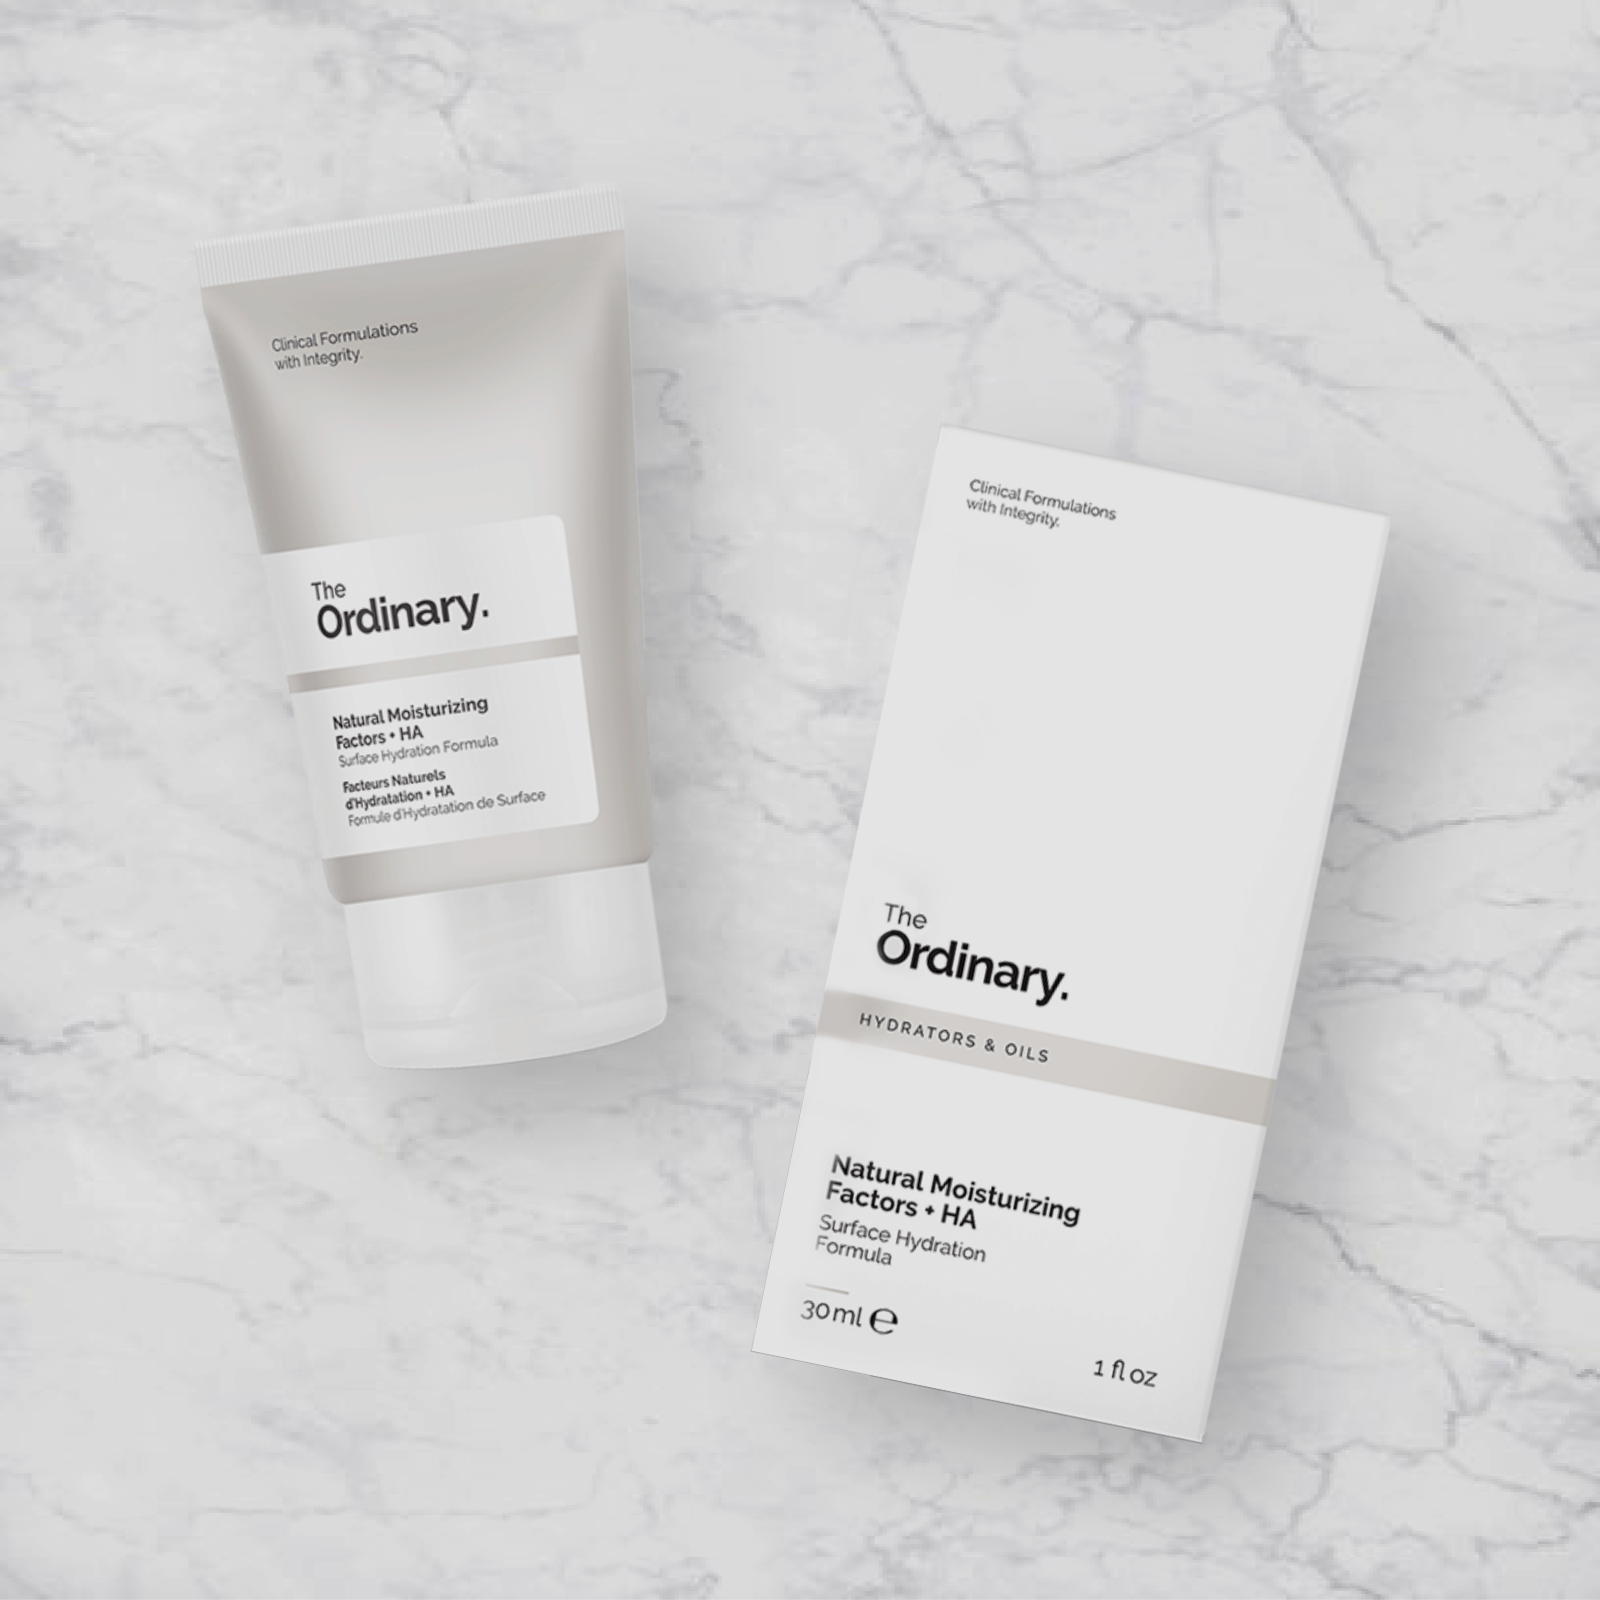 Clinical Formulations
with Integrity.
The
Ordinary.
Natural Moisturizing
Factors + HA
Surface Hydration Formula
Facteurs Naturels
d'Hydratation + HA
Formule d'Hydratation de Surface
Clinical Formulations
with Integrity.
The
Ordinary.
HYDRATORS & OILS
Natural Moisturizing
Factors + HA
Surface Hydration
Formula
30 ml ℮
1 fl oz